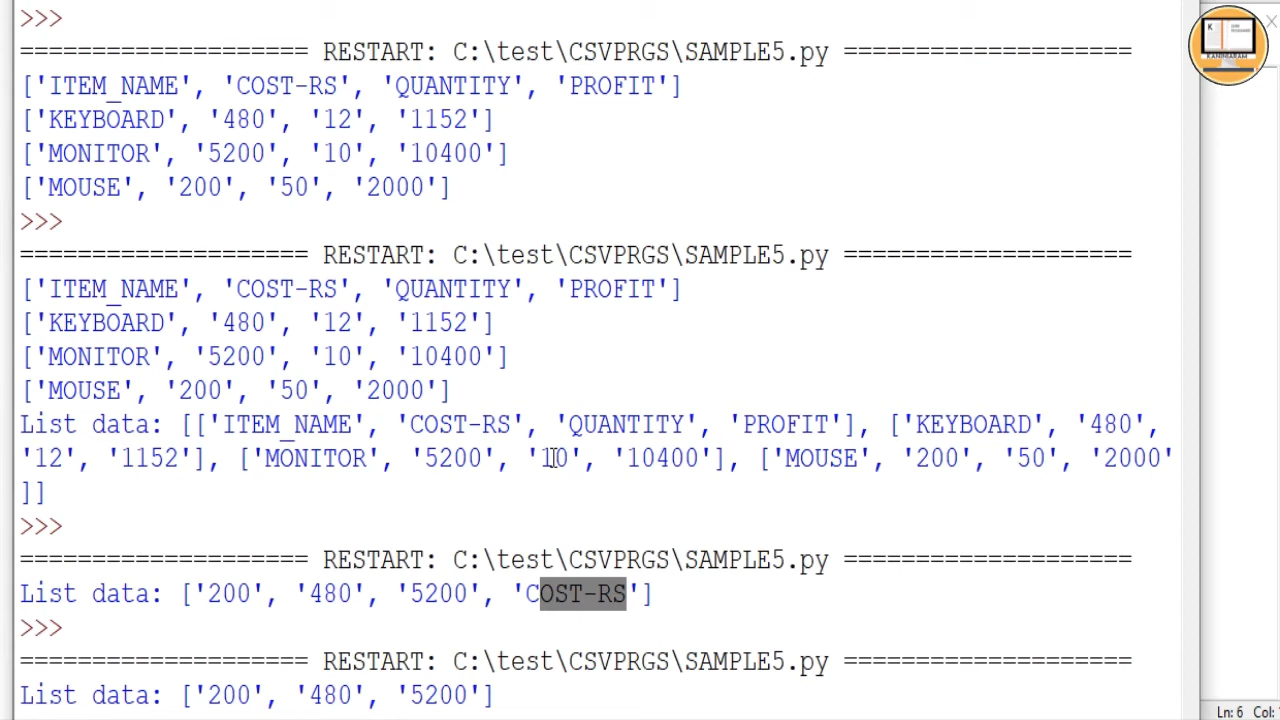 >>>
==================== RESTART: C:\test\CSVPRGS\SAMPLE5.py ====================
['ITEM_NAME', 'COST-RS', 'QUANTITY', 'PROFIT']
['KEYBOARD', '480', '12', '1152']
['MONITOR', '5200', '10', '10400']
['MOUSE', '200', '50', '2000']
>>>
==================== RESTART: C:\test\CSVPRGS\SAMPLE5.py ====================
['ITEM_NAME', 'COST-RS', 'QUANTITY', 'PROFIT']
['KEYBOARD', '480', '12', '1152']
['MONITOR', '5200', '10', '10400']
['MOUSE', '200', '50', '2000']
List data: [['ITEM_NAME', 'COST-RS', 'QUANTITY', 'PROFIT'], ['KEYBOARD', '480',
'12', '1152'], ['MONITOR', '5200', '10', '10400'], ['MOUSE', '200', '50', '2000'
]]
>>>
==================== RESTART: C:\test\CSVPRGS\SAMPLE5.py ====================
List data: ['200', '480', '5200', 'COST-RS']
>>>
==================== RESTART: C:\test\CSVPRGS\SAMPLE5.py ====================
List data: ['200', '480', '5200']
Ln: 6 Col: